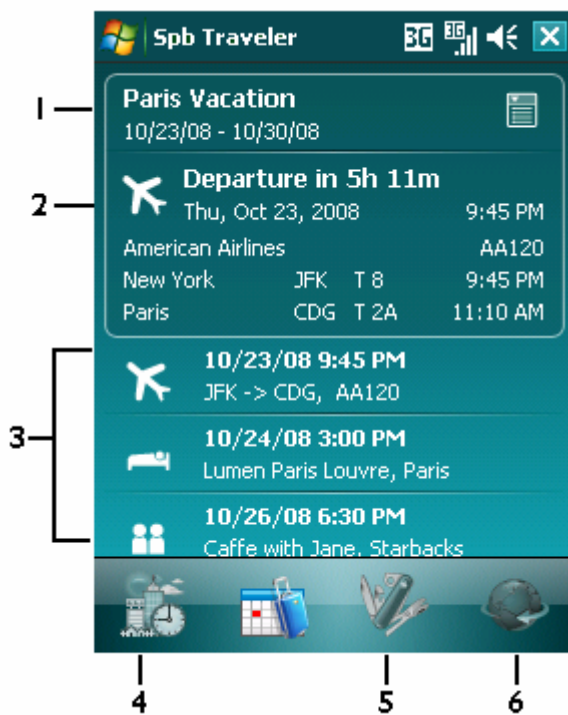 Spb Traveler 3G 3G
1
Paris Vacation
10/23/08 - 10/30/08
2
Departure in 5h 11m
Thu, Oct 23, 2008 9:45 PM
American Airlines AA120
New York JFK T 8 9:45 PM
Paris CDG T 2A 11:10 AM
3
10/23/08 9:45 PM
JFK -> CDG, AA120
10/24/08 3:00 PM
Lumen Paris Louvre, Paris
10/26/08 6:30 PM
Caffe with Jane, Starbacks
4 5 6